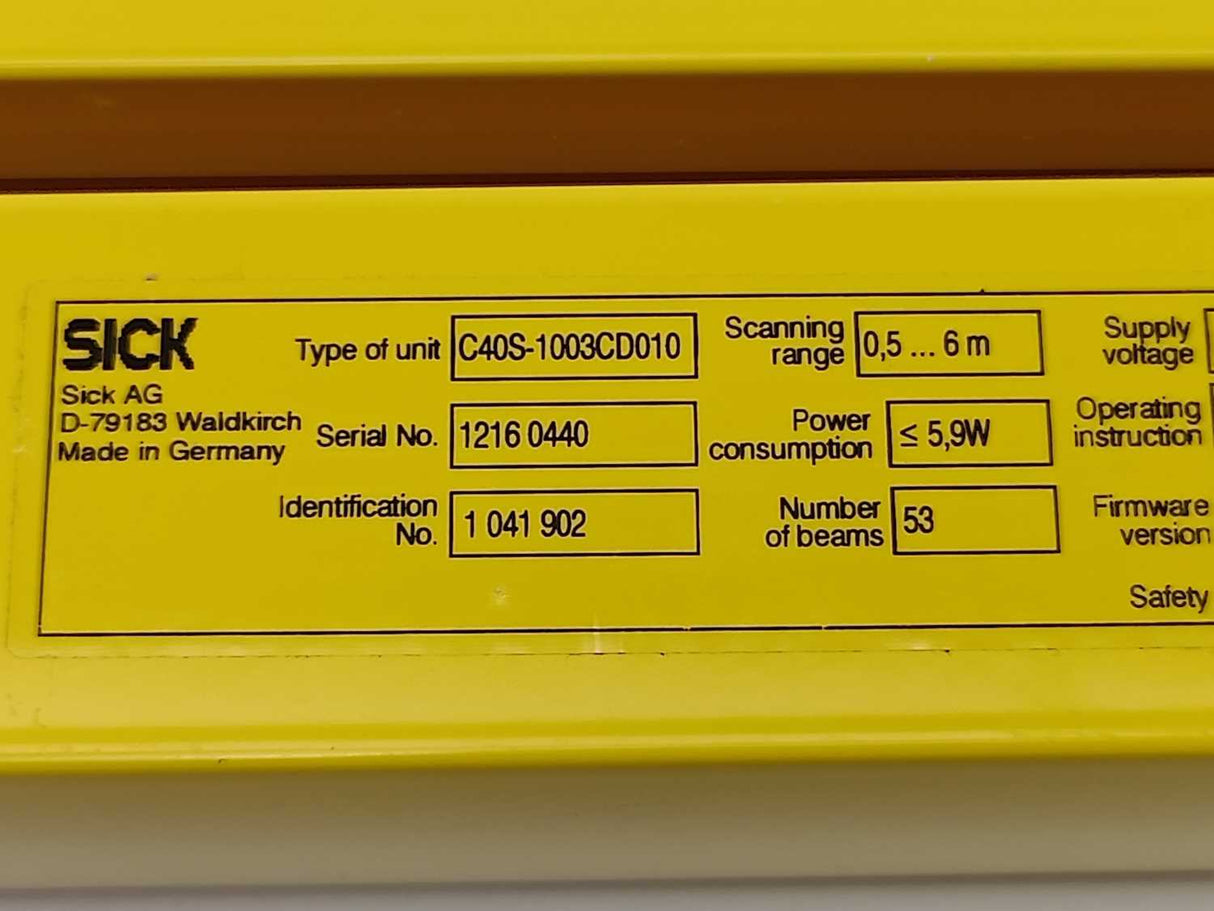 SICK
Sick AG
D-79183 Waldkirch
Made in Germany
Type of unit C40S-1003CD010
Serial No. 1216 0440
Identification
No. 1 041 902
Scanning
range 0,5 ... 6 m
Power
consumption ≤ 5,9W
Number
of beams 53
Supply
voltage
Operating
instruction
Firmware
version
Safety